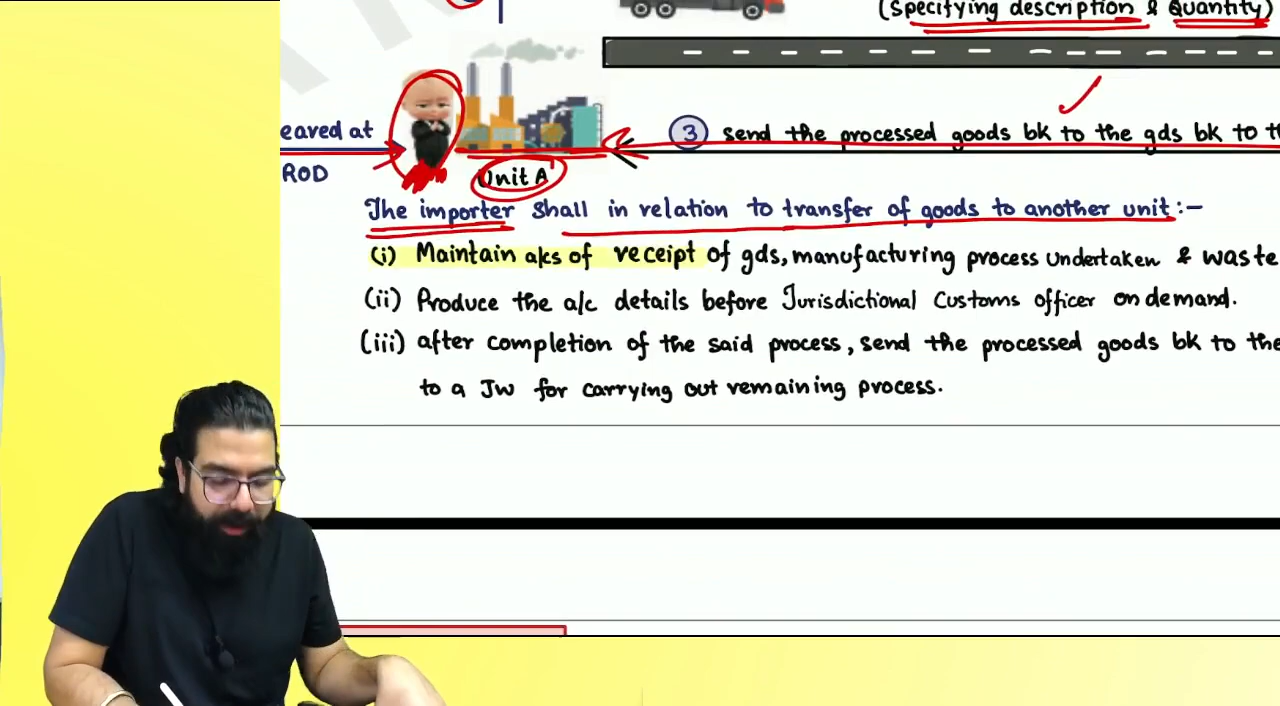 (Specifying description & Quantity)
eaved at
ROD
Unit A
3 Send the processed goods bk to the gds bk to th
The importer shall in relation to transfer of goods to another unit:-
(i) Maintain a/cs of receipt of gds, manufacturing process undertaken & waste
(ii) Produce the a/c details before Jurisdictional Customs officer on demand.
(iii) after completion of the said process, send the processed goods bk to the
to a JW for carrying out remaining process.